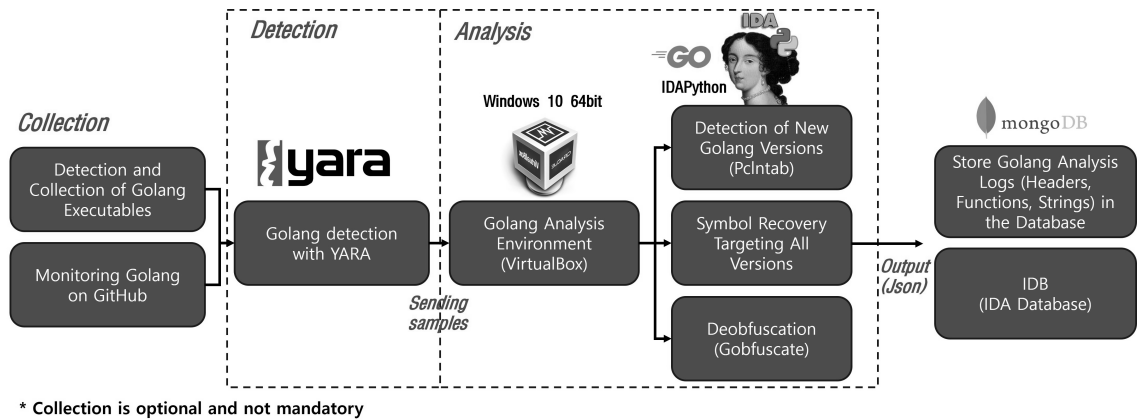 Detection
Analysis
IDA
GO
IDAPython
Windows 10 64bit
Collection
mongoDB
yara
Detection and
Collection of Golang
Executables
Monitoring Golang
on GitHub
Golang detection
with YARA
Sending
samples
Golang Analysis
Environment
(VirtualBox)
Detection of New
Golang Versions
(Pclntab)
Symbol Recovery
Targeting All
Versions
Deobfuscation
(Gobfuscate)
Output
(Json)
Store Golang Analysis
Logs (Headers,
Functions, Strings) in
the Database
IDB
(IDA Database)
* Collection is optional and not mandatory